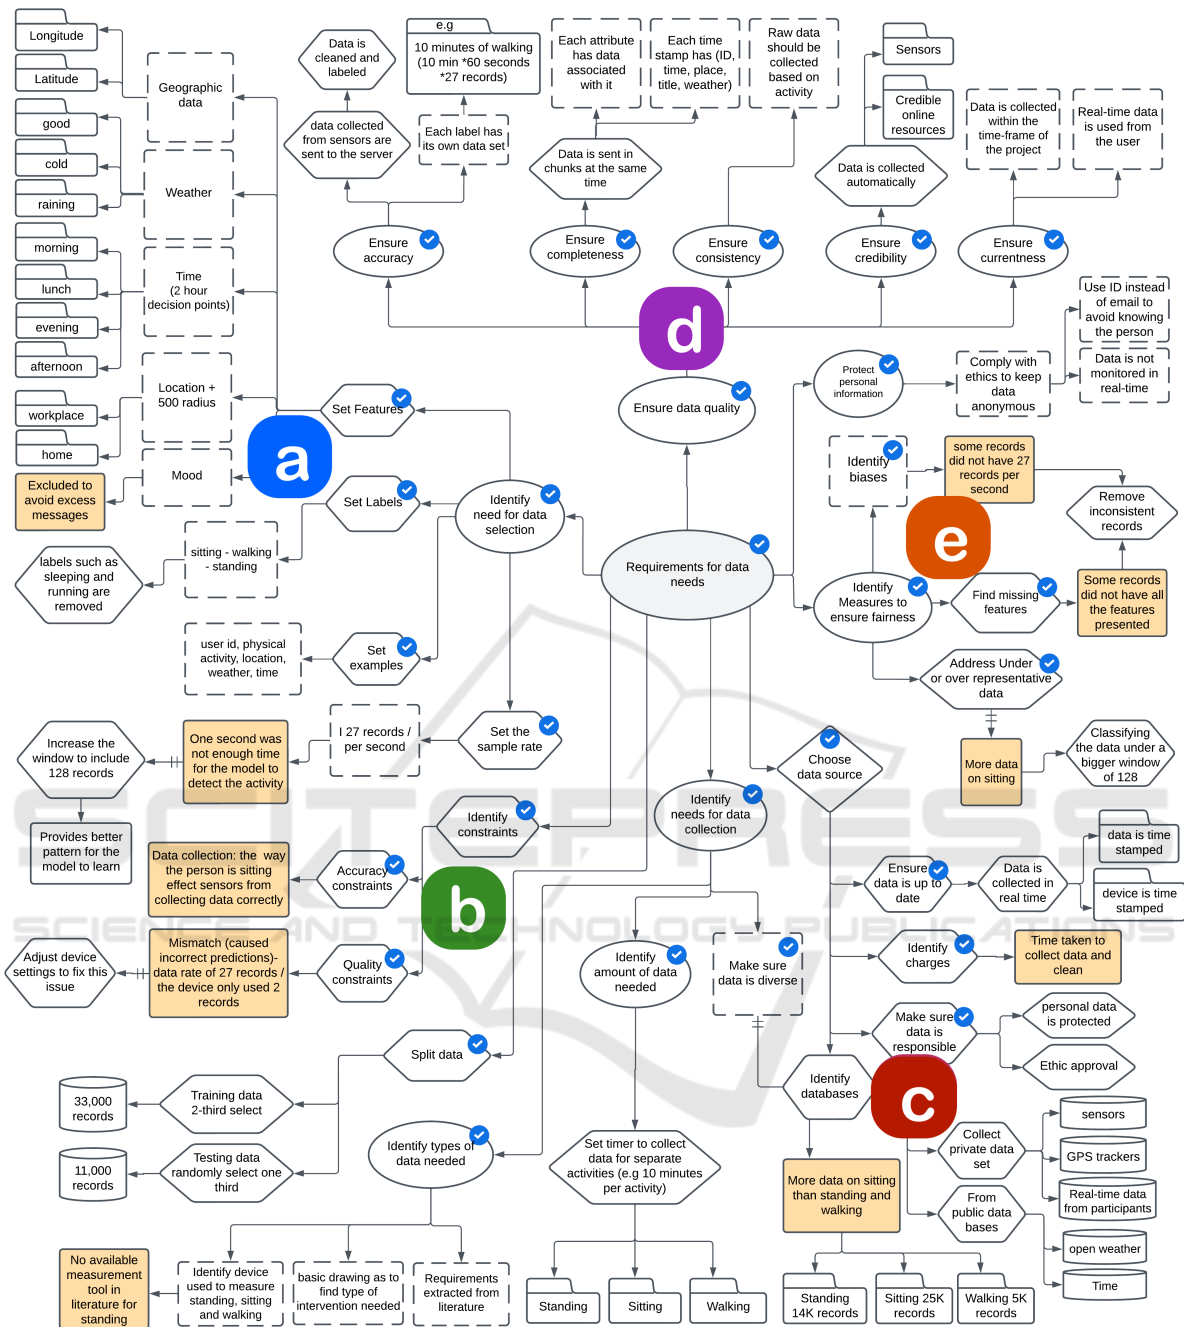 Longitude
Latitude
good
cold
raining
morning
lunch
evening
afternoon
workplace
home
Excluded to
avoid excess
messages
Geographic
data
Weather
Time
(2 hour
decision points)
Location +
500 radius
Mood
a
Data is
cleaned and
labeled
data collected
from sensors are
sent to the server
e.g
10 minutes of walking
(10 min *60 seconds
*27 records)
Each label has
its own data set
Each attribute
has data
associated
with it
Each time
stamp has (ID,
time, place,
title, weather)
Data is sent in
chunks at the same
time
Raw data
should be
collected
based on
activity
Sensors
Credible
online
resources
Data is collected
automatically
Data is collected
within the
time-frame of
the project
Real-time data
is used from
the user
Ensure
accuracy
Ensure
completeness
Ensure
consistency
Ensure
credibility
Ensure
currentness
d
Ensure data quality
Protect
personal
information
Comply with
ethics to keep
data
anonymous
Use ID instead
of email to
avoid knowing
the person
Data is not
monitored in
real-time
Set Features
Set Labels
Identify
need for data
selection
Requirements for data
needs
Identify
biases
some records
did not have 27
records per
second
Remove
inconsistent
records
e
Identify
Measures to
ensure fairness
Find missing
features
Some records
did not have all
the features
presented
sitting - walking
- standing
labels such as
sleeping and
running are
removed
user id, physical
activity, location,
weather, time
Set
examples
Address Under
or over representative
data
More data
on sitting
Classifying
the data under a
bigger window
of 128
Increase the
window to include
128 records
One second was
not enough time
for the model to
detect the activity
I 27 records /
per second
Set the
sample rate
Provides better
pattern for the
model to learn
Choose
data source
Identify
needs for data
collection
Identify
constraints
Data collection: the way
the person is sitting
effect sensors from
collecting data correctly
Accuracy
constraints
b
Adjust device
settings to fix this
issue
Mismatch (caused
incorrect predictions)-
data rate of 27 records /
the device only used 2
records
Quality
constraints
SCITEPRESS
SCIENCE AND TECHNOLOGY PUBLICATIONS
Ensure
data is up to
date
Data is
collected in
real time
data is time
stamped
device is time
stamped
Identify
charges
Time taken to
collect data and
clean
Identify
amount of data
needed
Make sure
data is diverse
Make sure
data is
responsible
personal data
is protected
Ethic approval
Identify
databases
c
Split data
Training data
2-third select
33,000
records
Testing data
randomly select one
third
11,000
records
Identify types of
data needed
Set timer to collect
data for separate
activities (e.g 10 minutes
per activity)
Collect
private data
set
sensors
GPS trackers
Real-time data
from participants
From
public data
bases
open weather
Time
More data on sitting
than standing and
walking
No available
measurement
tool in
literature for
standing
Identify device
used to measure
standing, sitting
and walking
basic drawing as to
find type of
intervention needed
Requirements
extracted from
literature
Standing
Sitting
Walking
Standing
14K records
Sitting 25K
records
Walking 5K
records